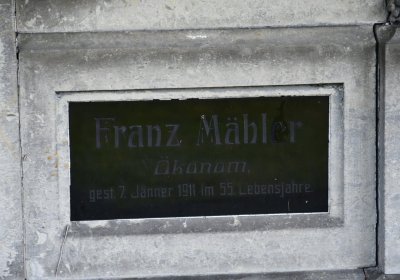 Franz Mähler
Ökonom,
gest. 7. Jänner 1911 im 55. Lebensjahre.